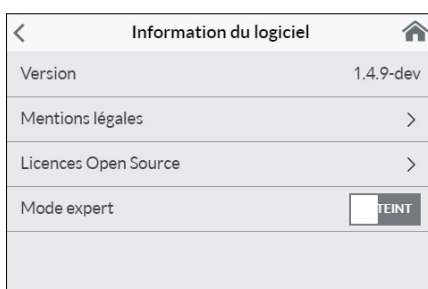 Information du logiciel
Version 1.4.9-dev
Mentions légales
Licences Open Source
Mode expert TEINT